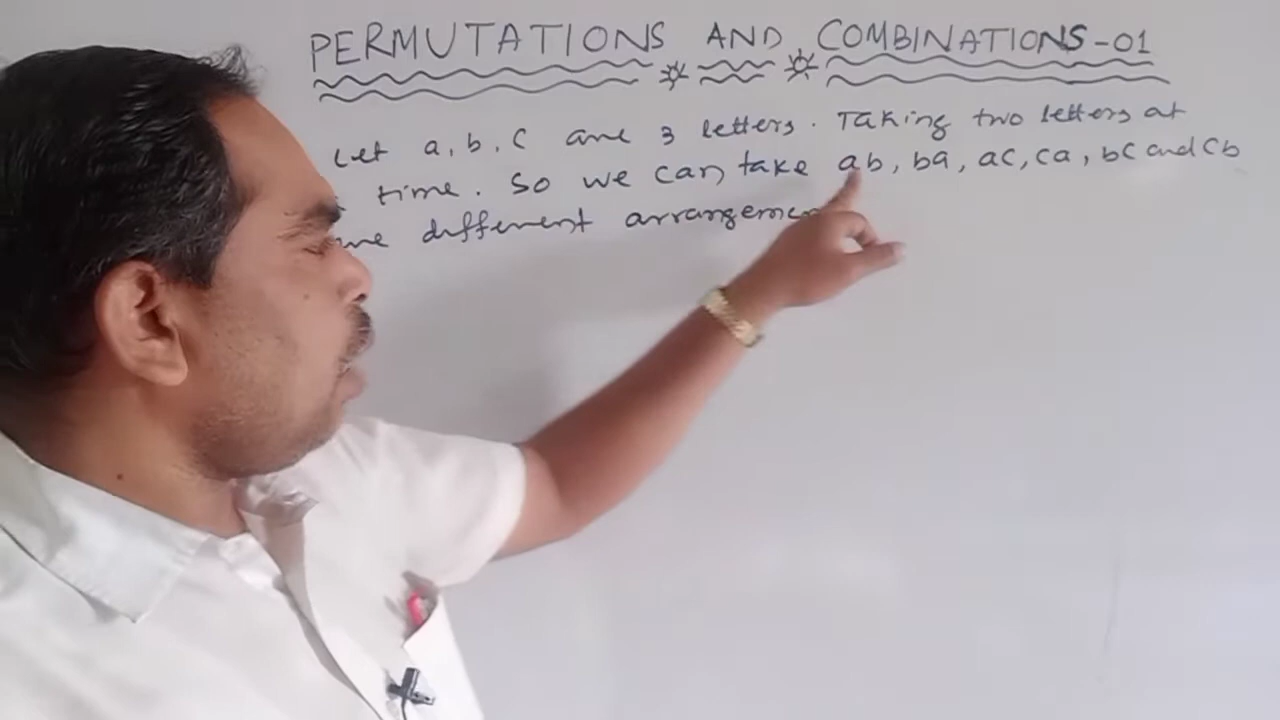 PERMUTATIONS AND COMBINATIONS-01
Let a, b, c are 3 letters. Taking two letters at
time. So we can take ab, ba, ac, ca, bc and cb
different